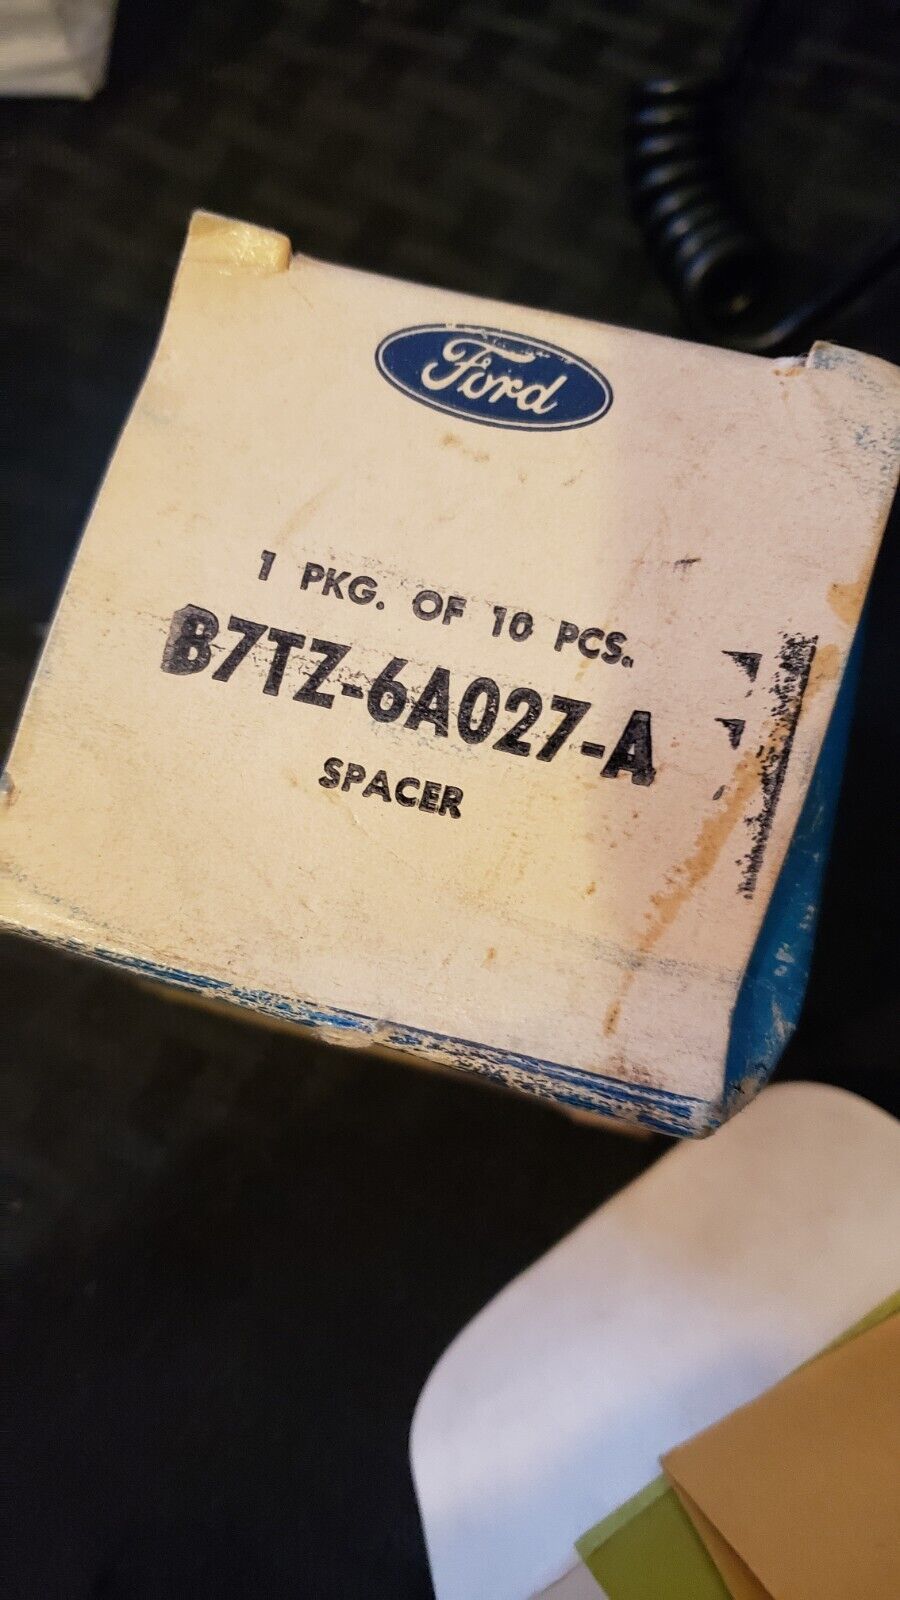 Ford
1 PKG. OF 10 PCS.
B7TZ-6A027-A
SPACER